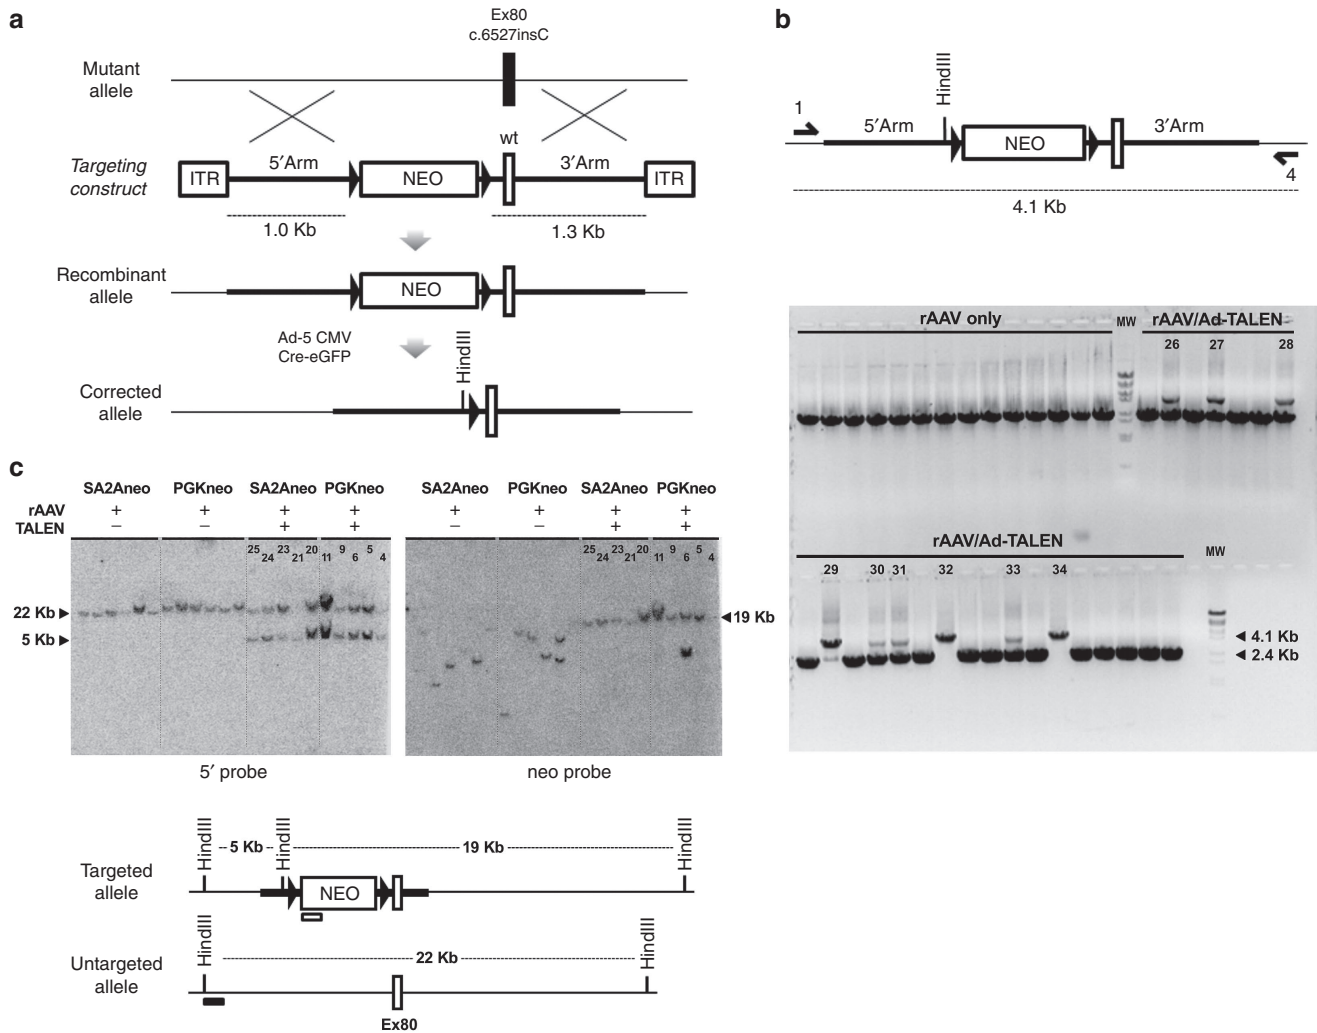 a
Ex80
c.6527insC
Mutant
allele
wt
Targeting
construct
ITR
5′Arm
NEO
3′Arm
ITR
1.0 Kb
1.3 Kb
Recombinant
allele
NEO
Ad-5 CMV
Cre-eGFP
HindIII
Corrected
allele
b
HindIII
1
5′Arm
NEO
3′Arm
4
4.1 Kb
rAAV only
MW
rAAV/Ad-TALEN
26
27
28
rAAV/Ad-TALEN
MW
29
30
31
32
33
34
4.1 Kb
2.4 Kb
c
SA2Aneo PGKneo SA2Aneo PGKneo
rAAV + + + +
TALEN − − + +
25 24 23 21 20 11 9 6 5 4
22 Kb
5 Kb
5′ probe
SA2Aneo PGKneo SA2Aneo PGKneo
+ + + +
− − + +
25 24 23 21 20 11 9 6 5 4
19 Kb
neo probe
HindIII
5 Kb
HindIII
19 Kb
HindIII
Targeted
allele
NEO
HindIII
22 Kb
HindIII
Untargeted
allele
Ex80